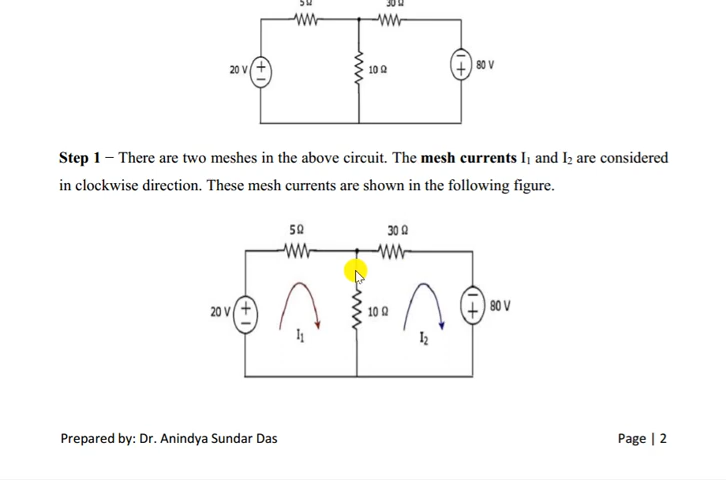 5Ω 30 Ω
20 V 10 Ω 80 V
Step 1 – There are two meshes in the above circuit. The mesh currents I₁ and I₂ are considered
in clockwise direction. These mesh currents are shown in the following figure.
5Ω 30 Ω
20 V 10 Ω 80 V
I₁ I₂
Prepared by: Dr. Anindya Sundar Das Page | 2